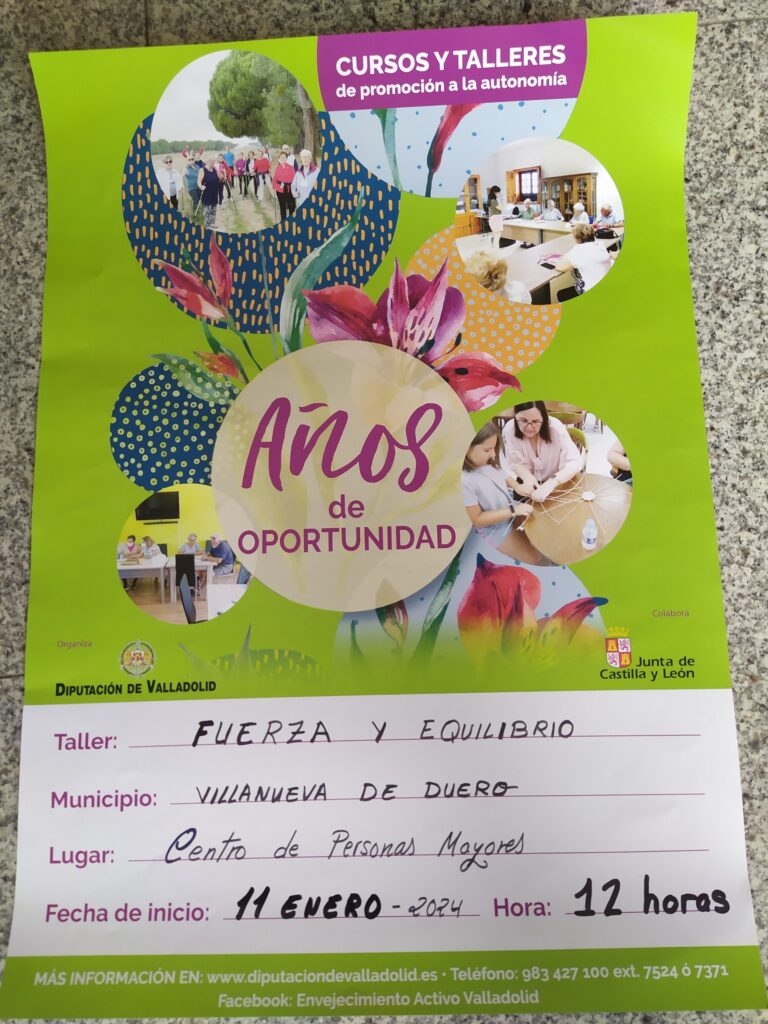 CURSOS Y TALLERES
de promoción a la autonomía
Años
de
OPORTUNIDAD
Organiza
DIPUTACIÓN DE VALLADOLID
Colabora
Junta de
Castilla y León
Taller: FUERZA Y EQUILIBRIO
Municipio: VILLANUEVA DE DUERO
Lugar: Centro de Personas Mayores
Fecha de inicio: 11 ENERO - 2024 Hora: 12 horas
MÁS INFORMACIÓN EN: www.diputaciondevalladolid.es • Teléfono: 983 427 100 ext. 7524 ó 7371
Facebook: Envejecimiento Activo Valladolid